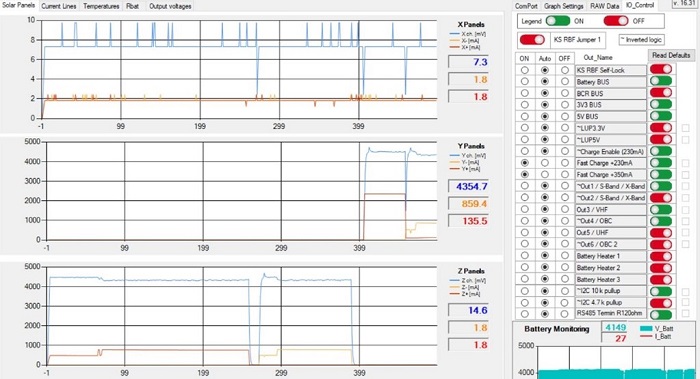 Solar Panels Current Lines Temperatures Rbat Output voltages
X Panels
X ch. [mV]
X- [mA]
X+ [mA]
10
8
6
4
2
0
7.3
1.8
1.8
-1 99 199 299 399
Y Panels
Y ch. [mV]
Y- [mA]
Y+ [mA]
5000
4000
3000
2000
1000
0
4354.7
859.4
135.5
-1 99 199 299 399
Z Panels
Z ch. [mV]
Z- [mA]
Z+ [mA]
5000
4000
3000
2000
1000
0
14.6
1.8
1.8
-1 99 199 299 399
v. 16.31
ComPort Graph Settings RAW Data IO_Control
Legend ON OFF
KS RBF Jumper 1 ~ Inverted logic
ON Auto OFF Out_Name Read Defaults
KS RBF Self-Lock
Battery BUS
BCR BUS
3V3 BUS
5V BUS
~LUP3.3V
~LUP5V
~Charge Enable (230mA)
Fast Charge +230mA
Fast Charge +350mA
~Out1 / S-Band / X-Band
~Out2 / S-Band / X-Band
Out3 / VHF
~Out4 / OBC
Out5 / UHF
~Out6 / OBC 2
Battery Heater 1
Battery Heater 2
Battery Heater 3
~I2C 10 k pullup
~I2C 4.7 k pullup
RS485 Termin R120ohm
Battery Monitoring 4149 V_Batt
27 I_Batt
5000
4000